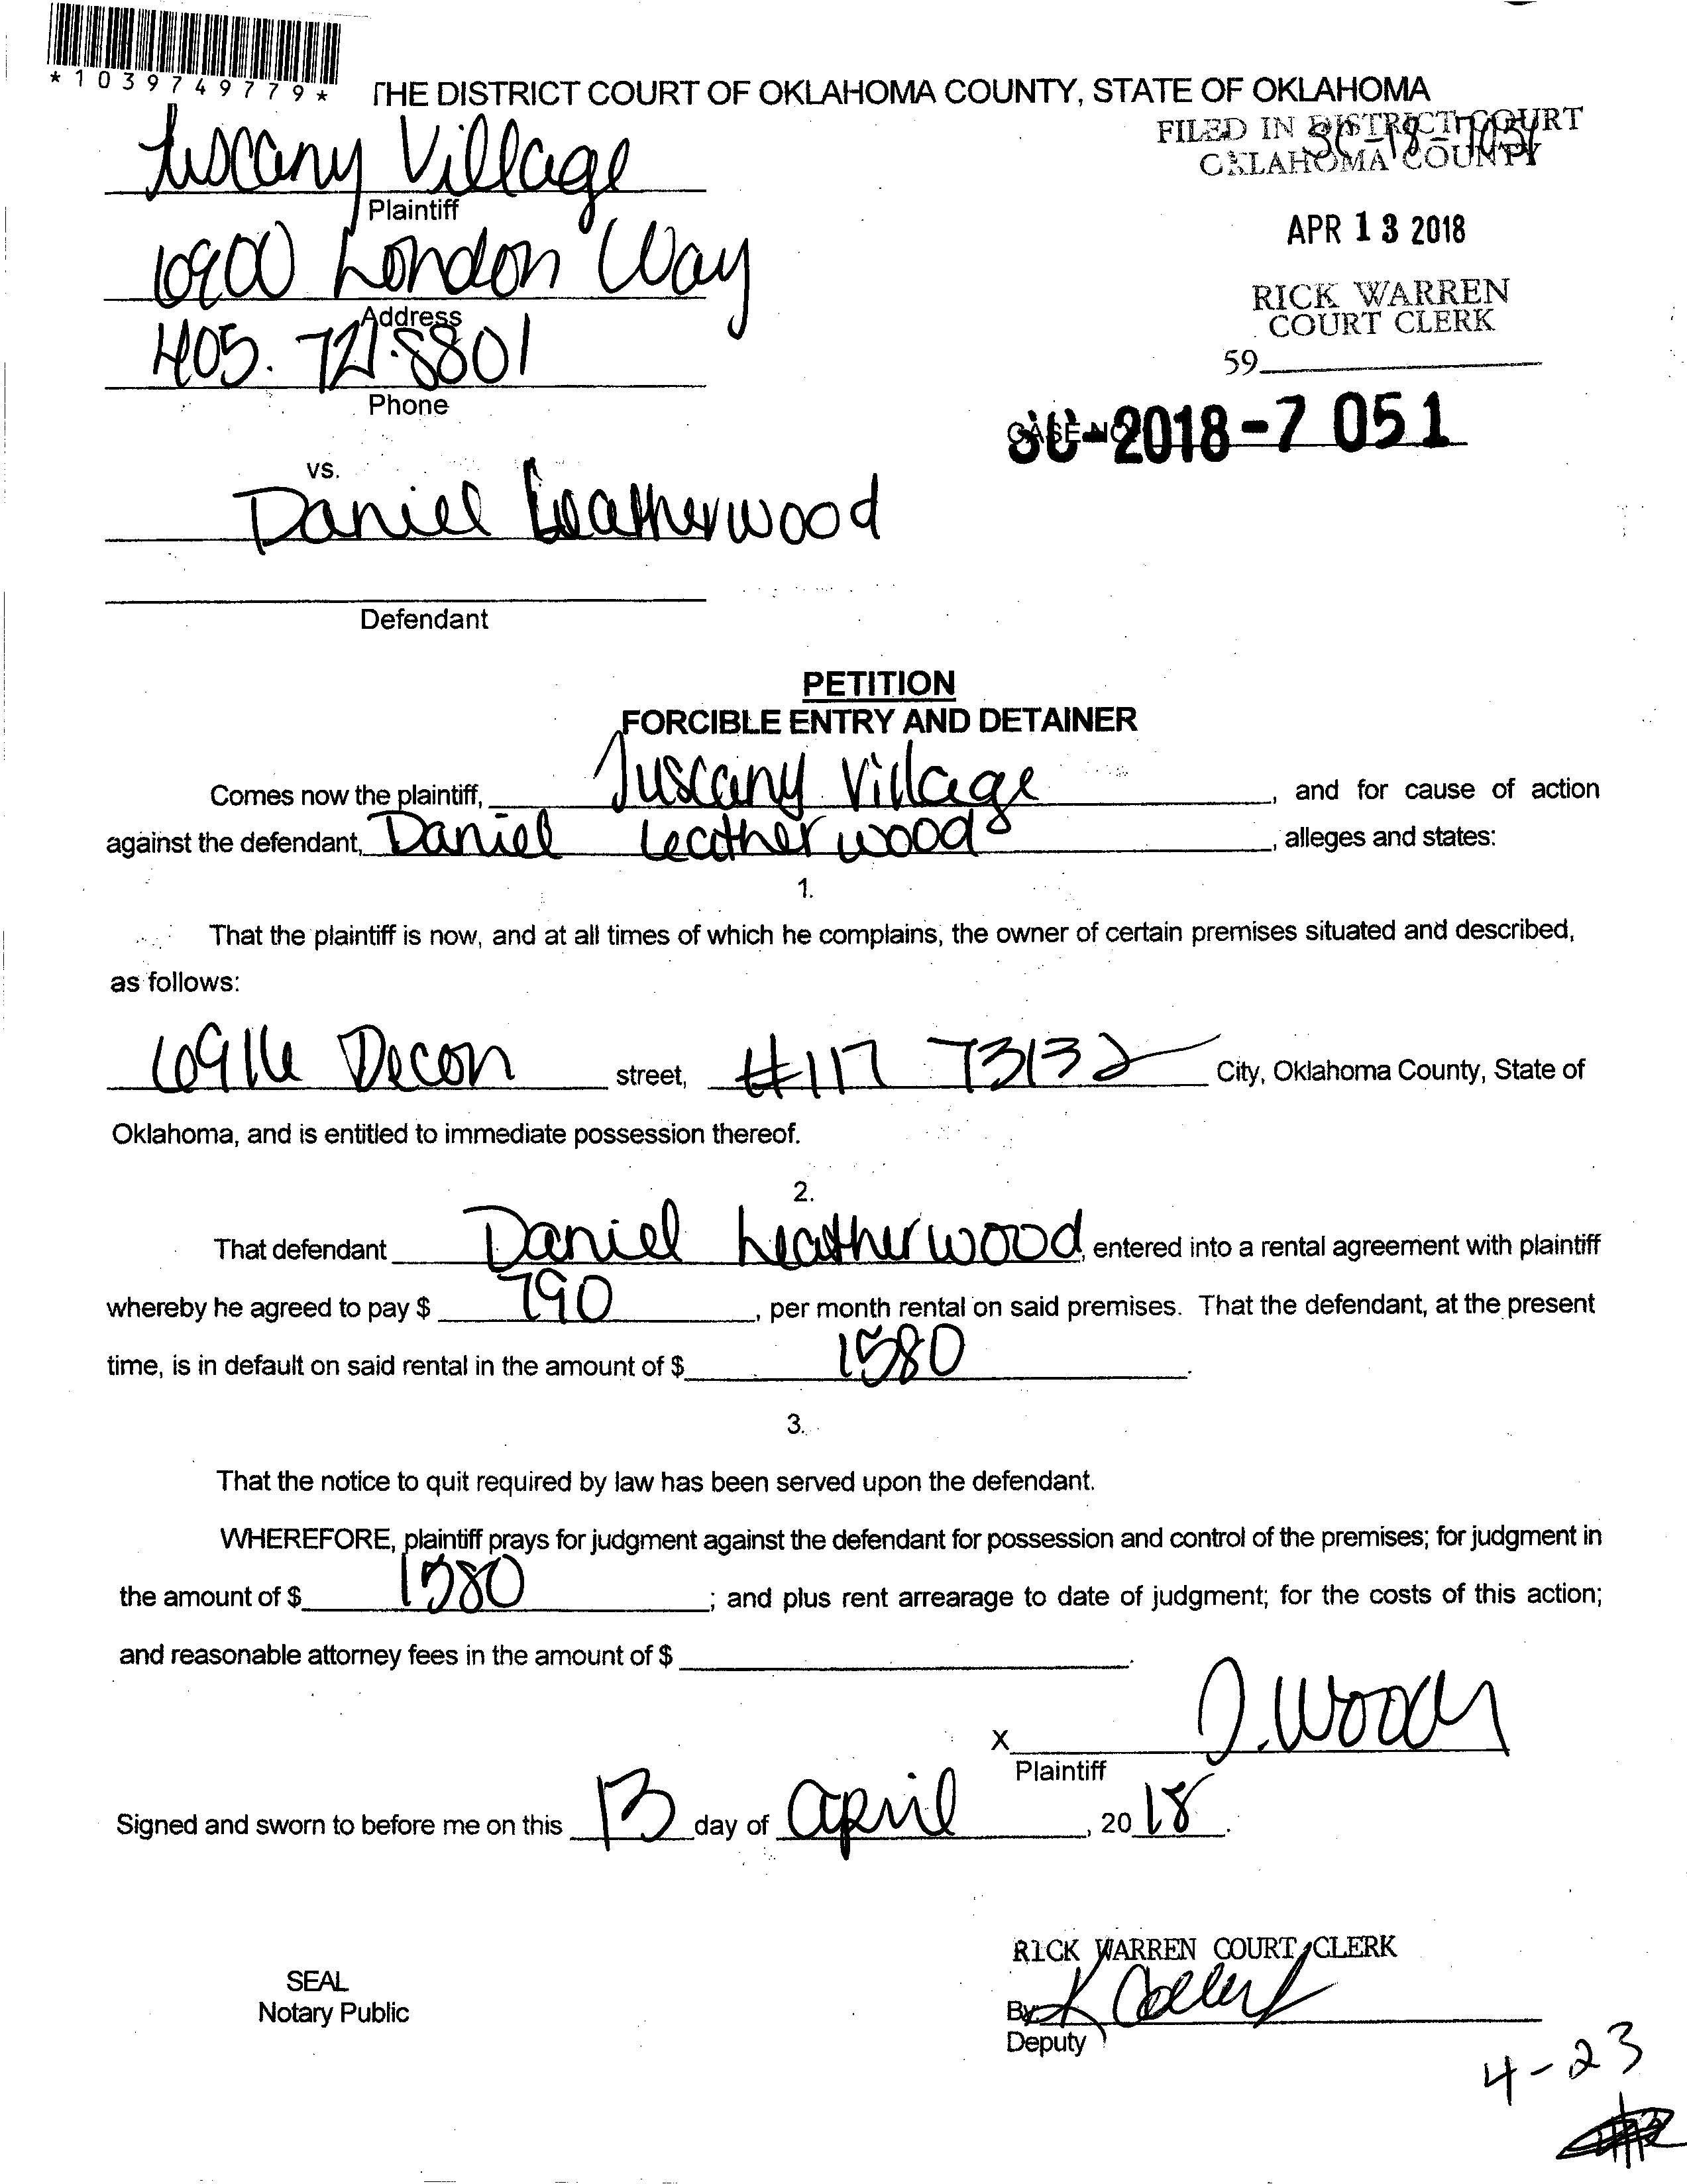 *1039749779*
THE DISTRICT COURT OF OKLAHOMA COUNTY, STATE OF OKLAHOMA
FILED IN DISTRICT COURT
OKLAHOMA COUNTY
SC-18-7051
Tuscany Village
Plaintiff
APR 13 2018
6900 London Way
Address
RICK WARREN
COURT CLERK
405. 721.8801
Phone
59
CASE NO.
SC-2018-7051
vs.
Daniel Leatherwood
Defendant
PETITION
FORCIBLE ENTRY AND DETAINER
Comes now the plaintiff, Tuscany Village, and for cause of action
against the defendant, Daniel Leatherwood, alleges and states:
1.
That the plaintiff is now, and at all times of which he complains, the owner of certain premises situated and described,
as follows:
6916 Decon street, #117 73132 City, Oklahoma County, State of
Oklahoma, and is entitled to immediate possession thereof.
2.
That defendant Daniel Leatherwood, entered into a rental agreement with plaintiff
whereby he agreed to pay $ 790, per month rental on said premises. That the defendant, at the present
time, is in default on said rental in the amount of $ 1580.
3.
That the notice to quit required by law has been served upon the defendant.
WHEREFORE, plaintiff prays for judgment against the defendant for possession and control of the premises; for judgment in
the amount of $ 1580; and plus rent arrearage to date of judgment; for the costs of this action;
and reasonable attorney fees in the amount of $ .
X J. Woody
Plaintiff
Signed and sworn to before me on this 13 day of april, 2018.
RICK WARREN COURT CLERK
SEAL
Notary Public
By K
Deputy
4-23